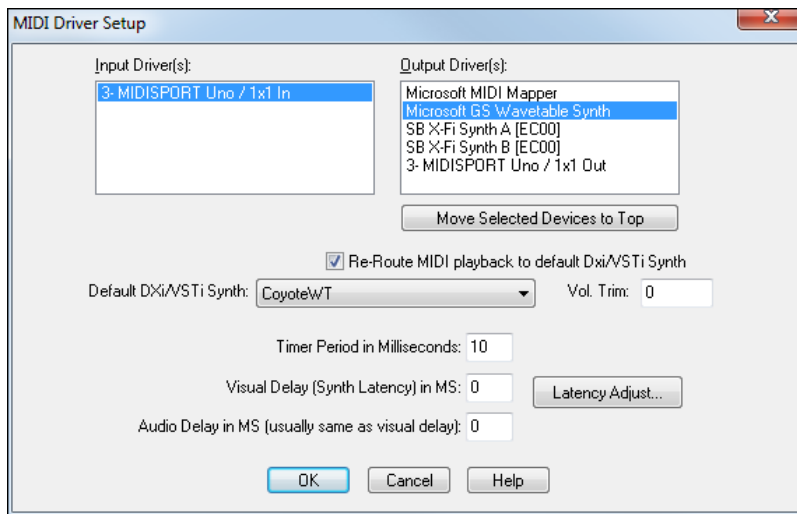 MIDI Driver Setup
Input Driver(s):
3- MIDISPORT Uno / 1x1 In
Output Driver(s):
Microsoft MIDI Mapper
Microsoft GS Wavetable Synth
SB X-Fi Synth A [EC00]
SB X-Fi Synth B [EC00]
3- MIDISPORT Uno / 1x1 Out
Move Selected Devices to Top
Re-Route MIDI playback to default Dxi/VSTi Synth
Default DXi/VSTi Synth: CoyoteWT Vol. Trim: 0
Timer Period in Milliseconds: 10
Visual Delay (Synth Latency) in MS: 0 Latency Adjust...
Audio Delay in MS (usually same as visual delay): 0
OK Cancel Help